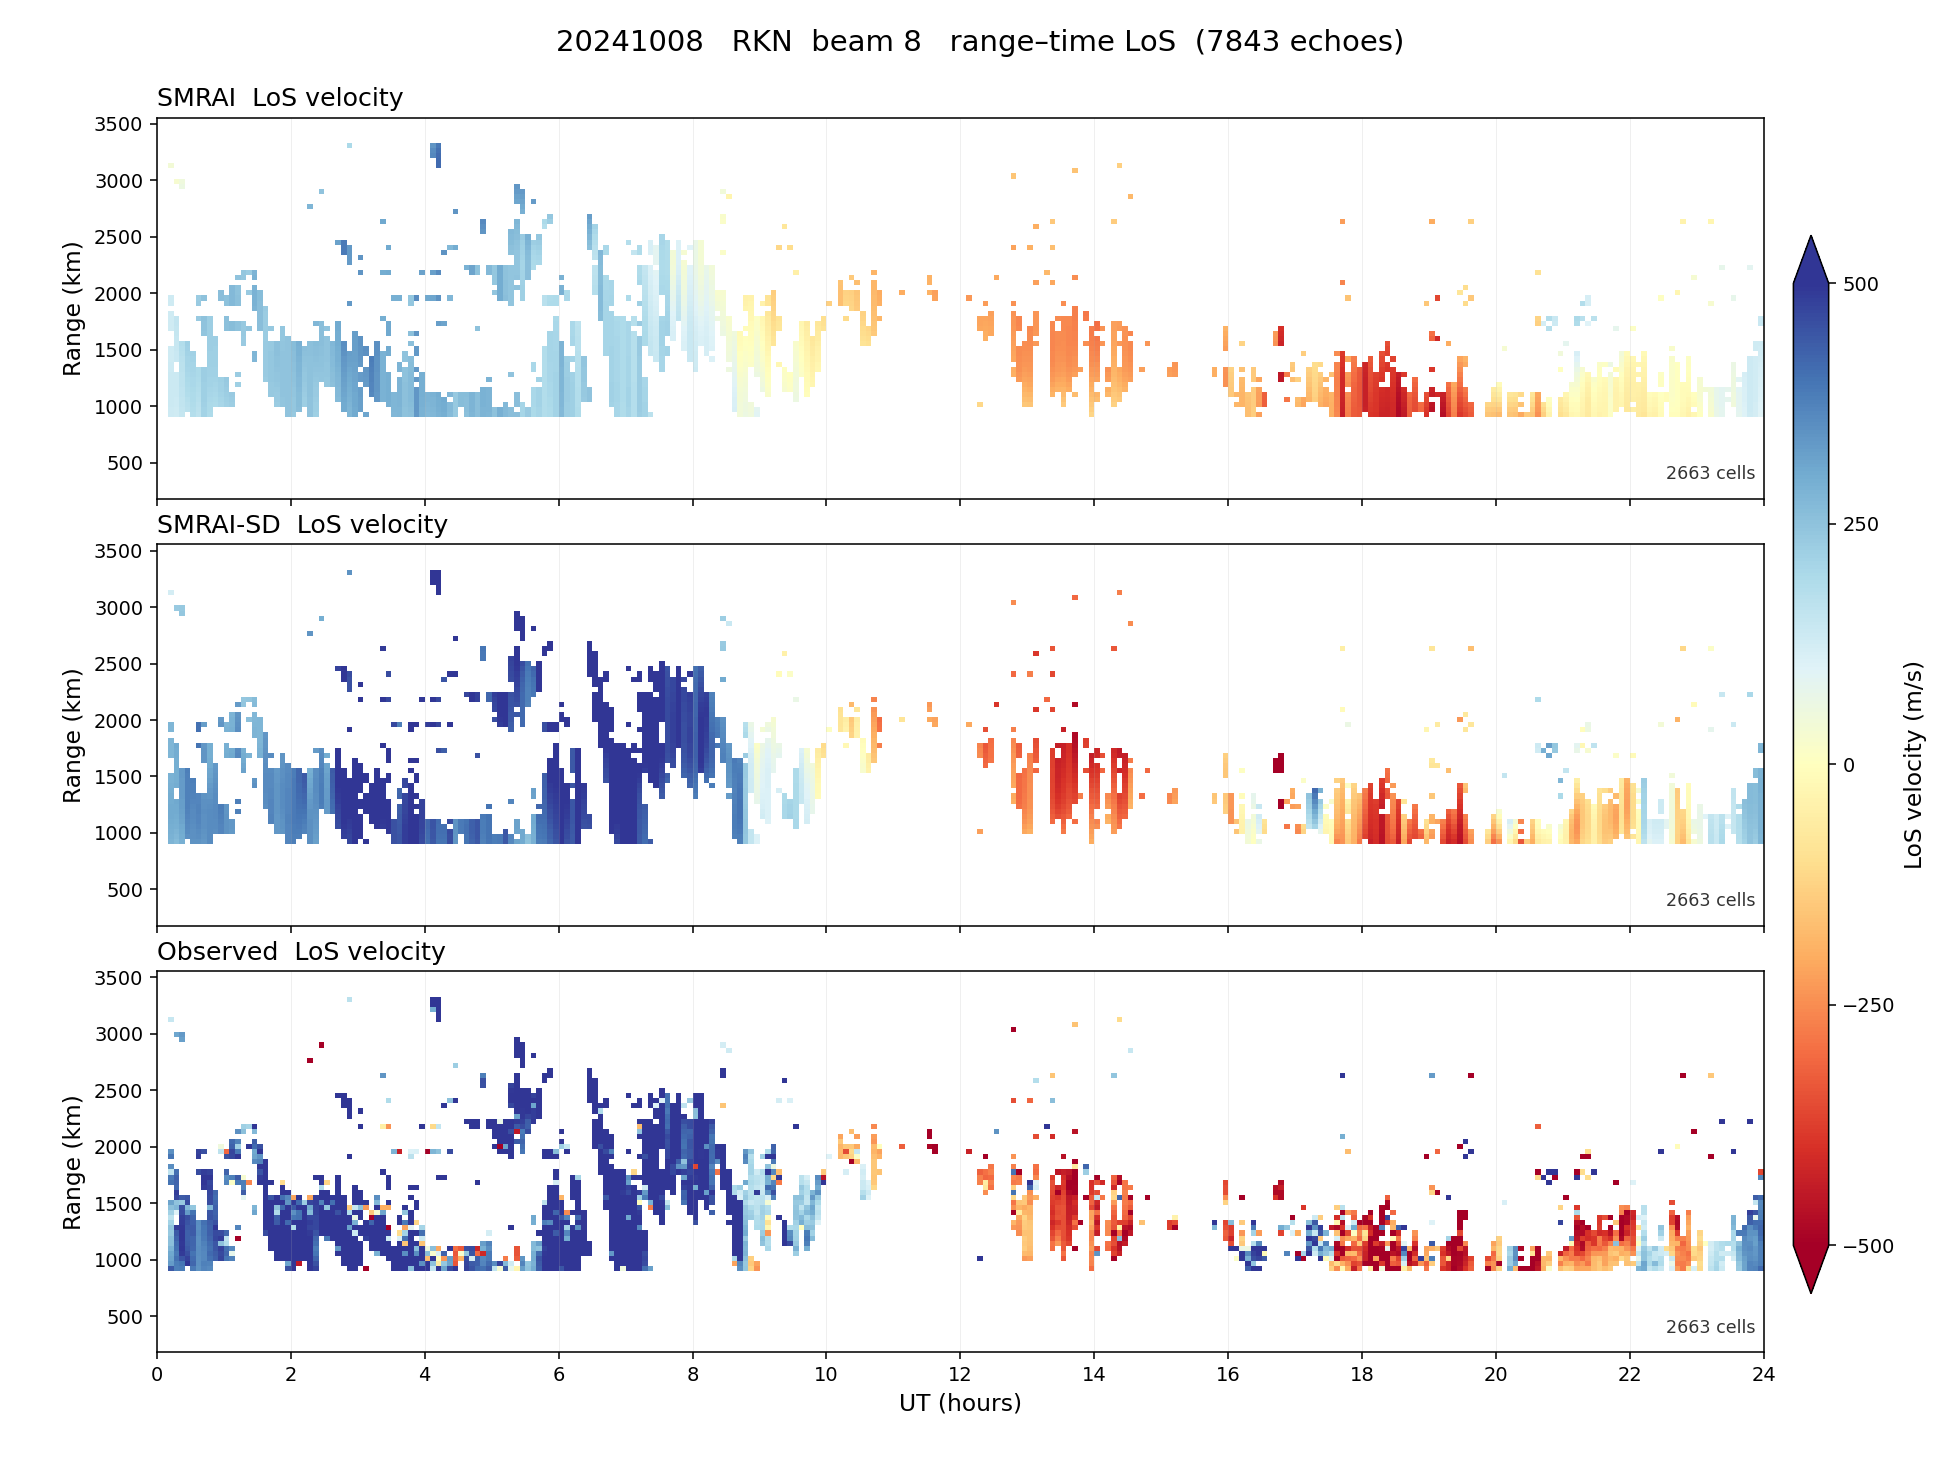 20241008 RKN beam 8 range–time LoS (7843 echoes)
SMRAI LoS velocity
3500
3000
2500
2000
1500
1000
500
Range (km)
2663 cells
SMRAI-SD LoS velocity
3500
3000
2500
2000
1500
1000
500
Range (km)
2663 cells
Observed LoS velocity
3500
3000
2500
2000
1500
1000
500
Range (km)
2663 cells
0 2 4 6 8 10 12 14 16 18 20 22 24
UT (hours)
500
250
0
−250
−500
LoS velocity (m/s)